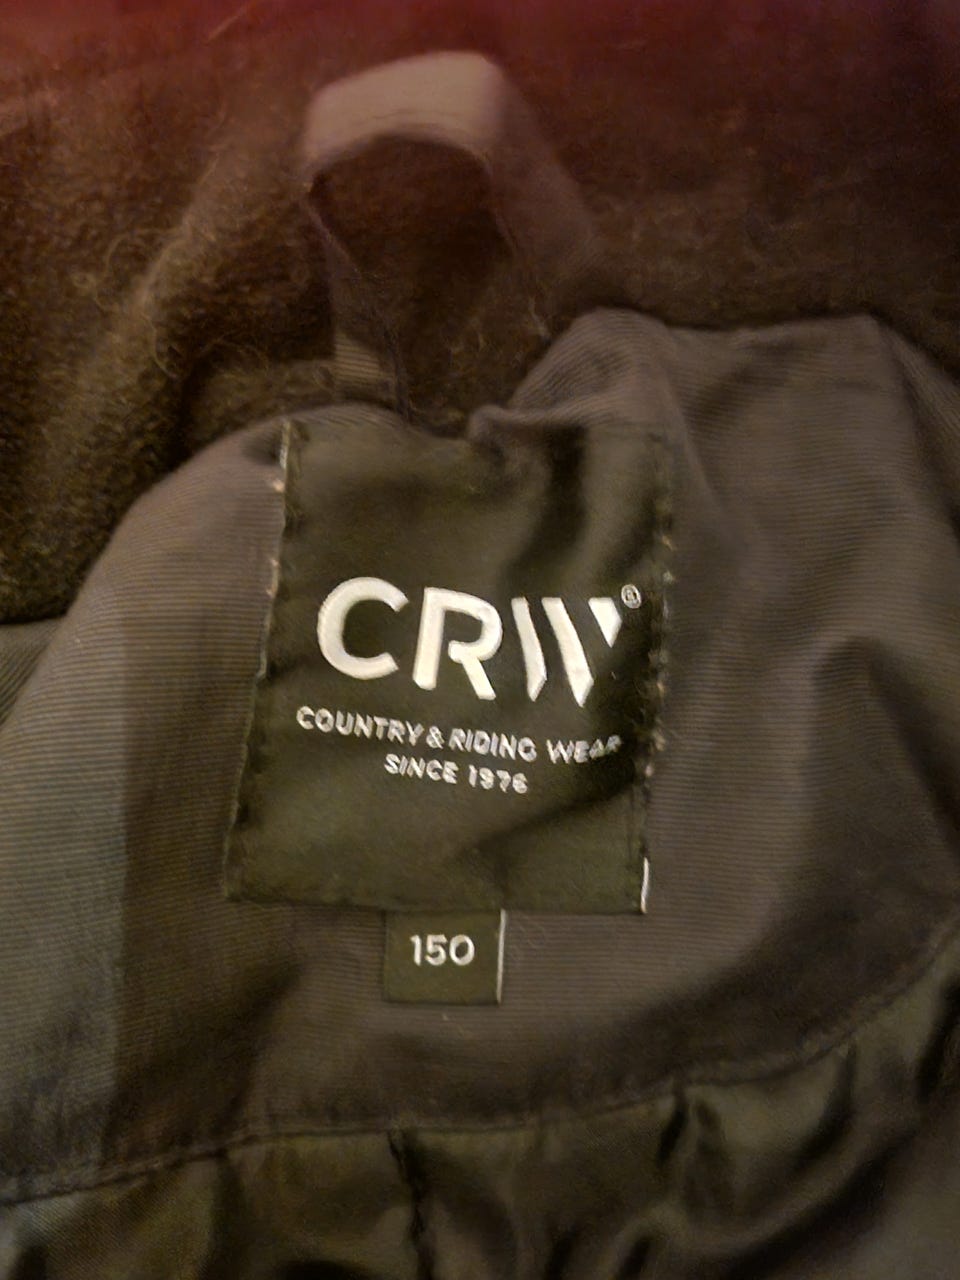 CRW®
COUNTRY & RIDING WEAR
SINCE 1976
150